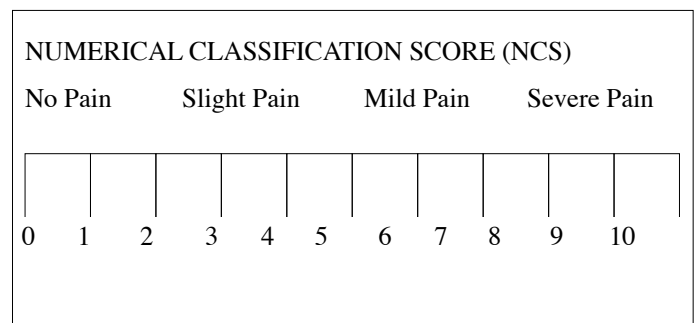 NUMERICAL CLASSIFICATION SCORE (NCS)
No Pain Slight Pain Mild Pain Severe Pain
0 1 2 3 4 5 6 7 8 9 10